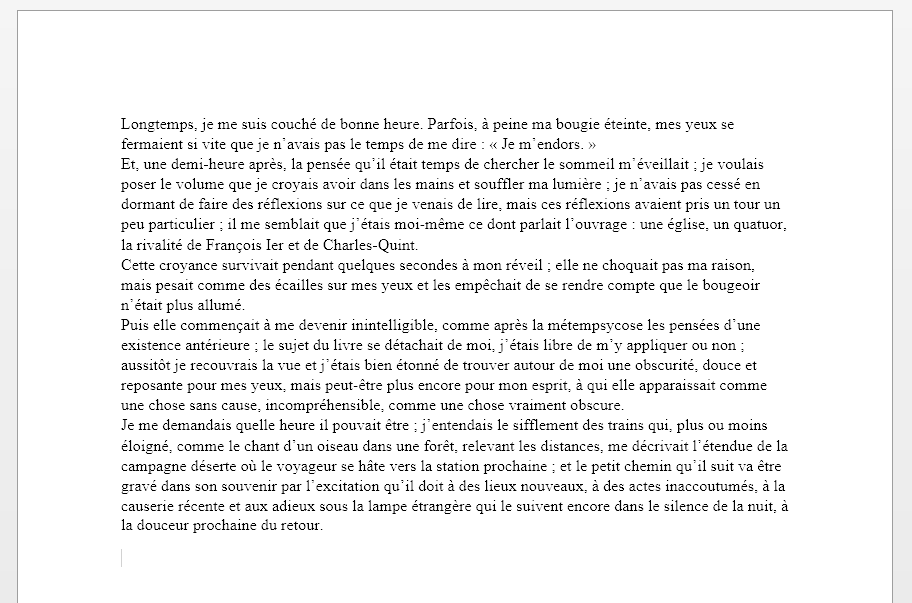 Longtemps, je me suis couché de bonne heure. Parfois, à peine ma bougie éteinte, mes yeux se
fermaient si vite que je n’avais pas le temps de me dire : « Je m’endors. »
Et, une demi-heure après, la pensée qu’il était temps de chercher le sommeil m’éveillait ; je voulais
poser le volume que je croyais avoir dans les mains et souffler ma lumière ; je n’avais pas cessé en
dormant de faire des réflexions sur ce que je venais de lire, mais ces réflexions avaient pris un tour un
peu particulier ; il me semblait que j’étais moi-même ce dont parlait l’ouvrage : une église, un quatuor,
la rivalité de François Ier et de Charles-Quint.
Cette croyance survivait pendant quelques secondes à mon réveil ; elle ne choquait pas ma raison,
mais pesait comme des écailles sur mes yeux et les empêchait de se rendre compte que le bougeoir
n’était plus allumé.
Puis elle commençait à me devenir inintelligible, comme après la métempsycose les pensées d’une
existence antérieure ; le sujet du livre se détachait de moi, j’étais libre de m’y appliquer ou non ;
aussitôt je recouvrais la vue et j’étais bien étonné de trouver autour de moi une obscurité, douce et
reposante pour mes yeux, mais peut-être plus encore pour mon esprit, à qui elle apparaissait comme
une chose sans cause, incompréhensible, comme une chose vraiment obscure.
Je me demandais quelle heure il pouvait être ; j’entendais le sifflement des trains qui, plus ou moins
éloigné, comme le chant d’un oiseau dans une forêt, relevant les distances, me décrivait l’étendue de la
campagne déserte où le voyageur se hâte vers la station prochaine ; et le petit chemin qu’il suit va être
gravé dans son souvenir par l’excitation qu’il doit à des lieux nouveaux, à des actes inaccoutumés, à la
causerie récente et aux adieux sous la lampe étrangère qui le suivent encore dans le silence de la nuit, à
la douceur prochaine du retour.